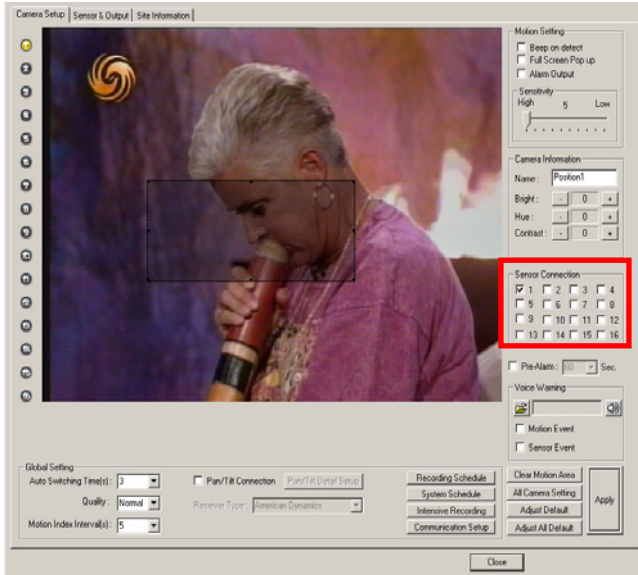 Camera Setup Sensor & Output Site Information
Motion Setting
Beep on detect
Full Screen Pop up
Alarm Output
Sensitivity
High 5 Low
Camera Information
Name : Position1
Bright : - 0 +
Hue : - 0 +
Contrast : - 0 +
Sensor Connection
1 2 3 4
5 6 7 8
9 10 11 12
13 14 15 16
Pre-Alarm : 60 Sec.
Voice Warning
Motion Event
Sensor Event
Global Setting
Auto Switching Time(s) : 3
Quality : Normal
Motion Index Interval(s) : 5
Pan/Tilt Connection Pan/Tilt Detail Setup
Receiver Type : American Dynamics
Recording Schedule
System Schedule
Intensive Recording
Communication Setup
Clear Motion Area
All Camera Setting
Adjust Default
Adjust All Default
Apply
Close